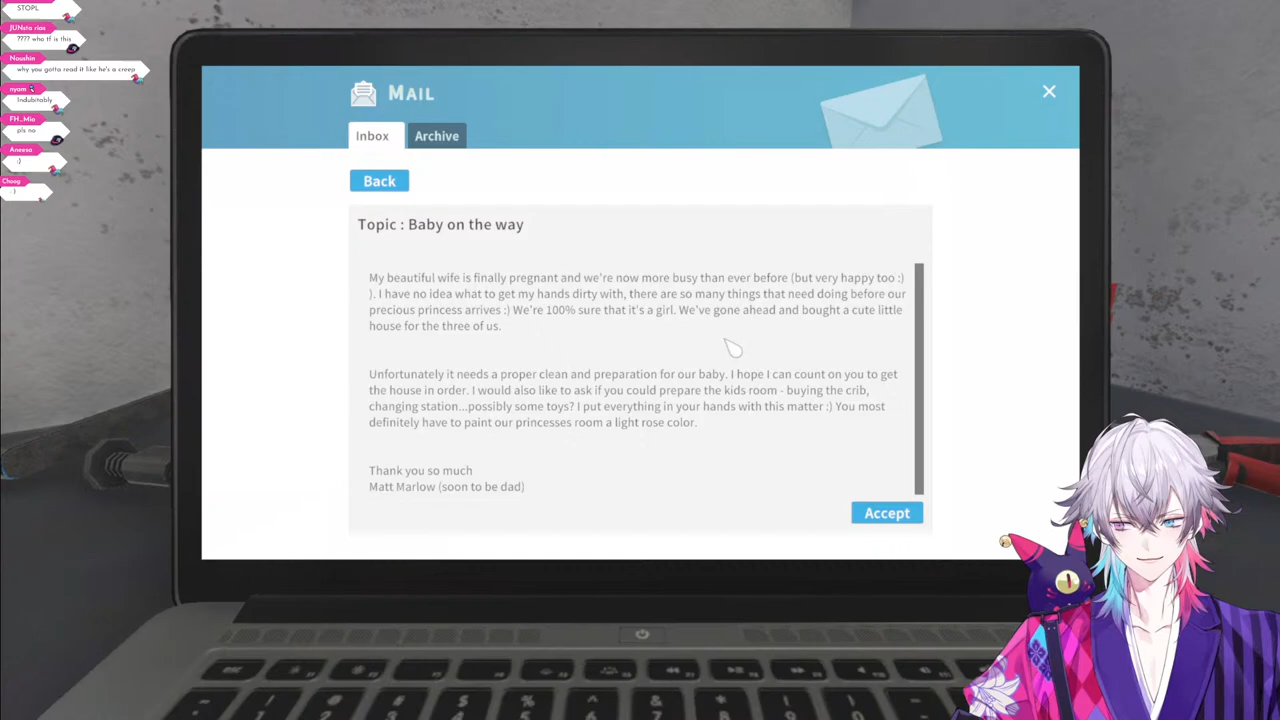 STOPL
JUNsta rias
???? who tf is this
Noushin
why you gotta read it like he's a creep
nyam
Indubitably
FH_Mio
pls no
Aneesa
:)
Choog
: )
MAIL
Inbox
Archive
Back
Topic : Baby on the way
My beautiful wife is finally pregnant and we're now more busy than ever before (but very happy too :)
). I have no idea what to get my hands dirty with, there are so many things that need doing before our
precious princess arrives :) We're 100% sure that it's a girl. We've gone ahead and bought a cute little
house for the three of us.
Unfortunately it needs a proper clean and preparation for our baby. I hope I can count on you to get
the house in order. I would also like to ask if you could prepare the kids room - buying the crib,
changing station...possibly some toys? I put everything in your hands with this matter :) You most
definitely have to paint our princesses room a light rose color.
Thank you so much
Matt Marlow (soon to be dad)
Accept